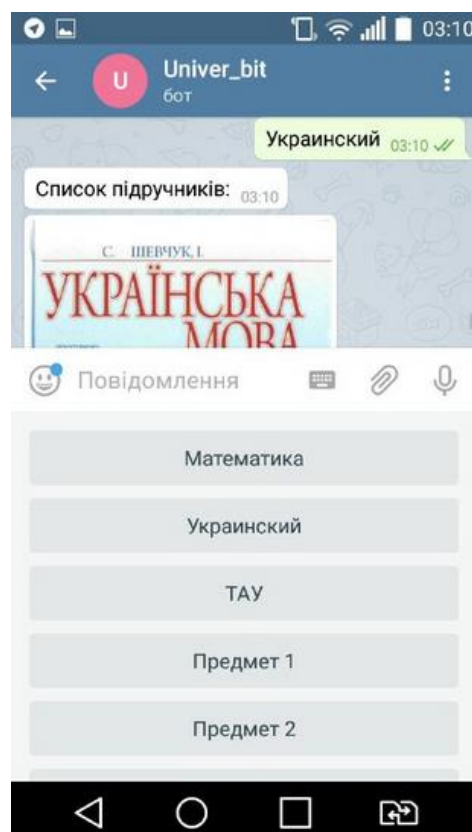 03:10
U
Univer_bit
бот
Украинский 03:10
Список підручників: 03:10
С. ШЕВЧУК, І.
УКРАЇНСЬКА
МОВА
Повідомлення
Математика
Украинский
ТАУ
Предмет 1
Предмет 2